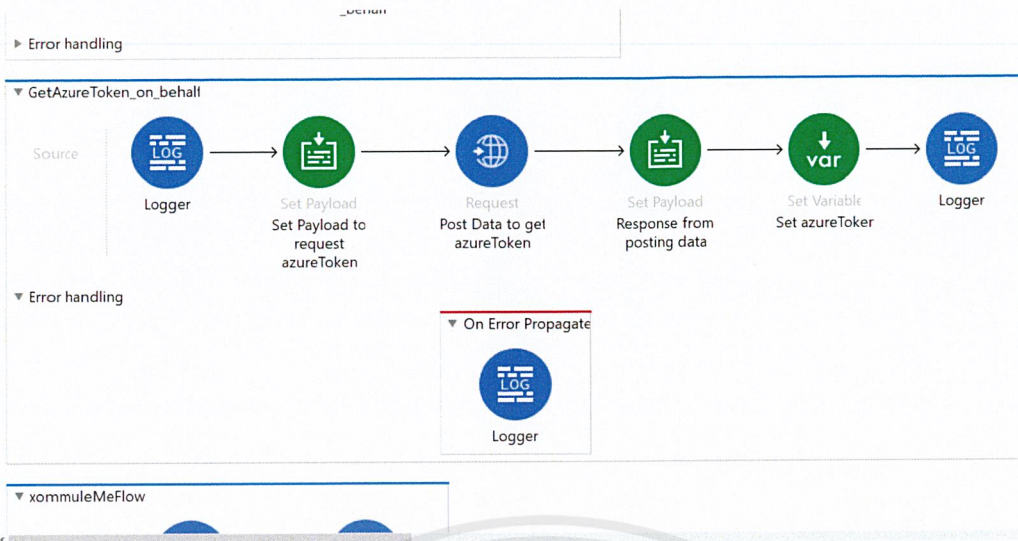 _behalf
Error handling
GetAzureToken_on_behalf
Source
LOG
Logger
Set Payload
Set Payload to
request
azureToken
Request
Post Data to get
azureToken
Set Payload
Response from
posting data
var
Set Variable
Set azureToker
LOG
Logger
Error handling
On Error Propagate
LOG
Logger
xommuleMeFlow